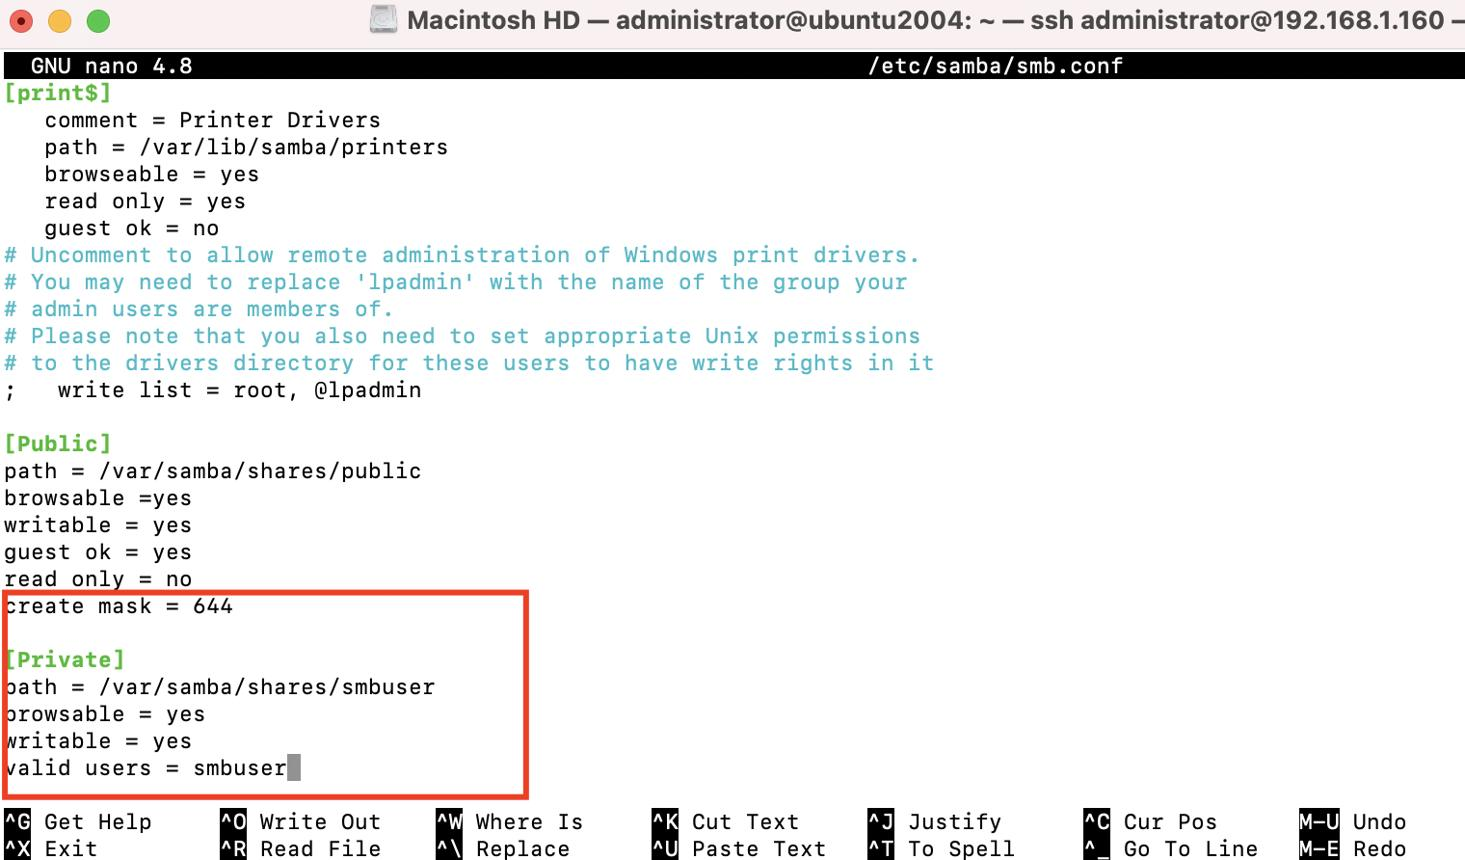 Macintosh HD — administrator@ubuntu2004: ~ — ssh administrator@192.168.1.160 —
GNU nano 4.8 /etc/samba/smb.conf
[print$]
   comment = Printer Drivers
   path = /var/lib/samba/printers
   browseable = yes
   read only = yes
   guest ok = no
# Uncomment to allow remote administration of Windows print drivers.
# You may need to replace 'lpadmin' with the name of the group your
# admin users are members of.
# Please note that you also need to set appropriate Unix permissions
# to the drivers directory for these users to have write rights in it
;   write list = root, @lpadmin
[Public]
path = /var/samba/shares/public
browsable =yes
writable = yes
guest ok = yes
read only = no
create mask = 644
[Private]
path = /var/samba/shares/smbuser
browsable = yes
writable = yes
valid users = smbuser
^G Get Help ^O Write Out ^W Where Is ^K Cut Text ^J Justify ^C Cur Pos M-U Undo
^X Exit ^R Read File ^\ Replace ^U Paste Text ^T To Spell ^_ Go To Line M-E Redo